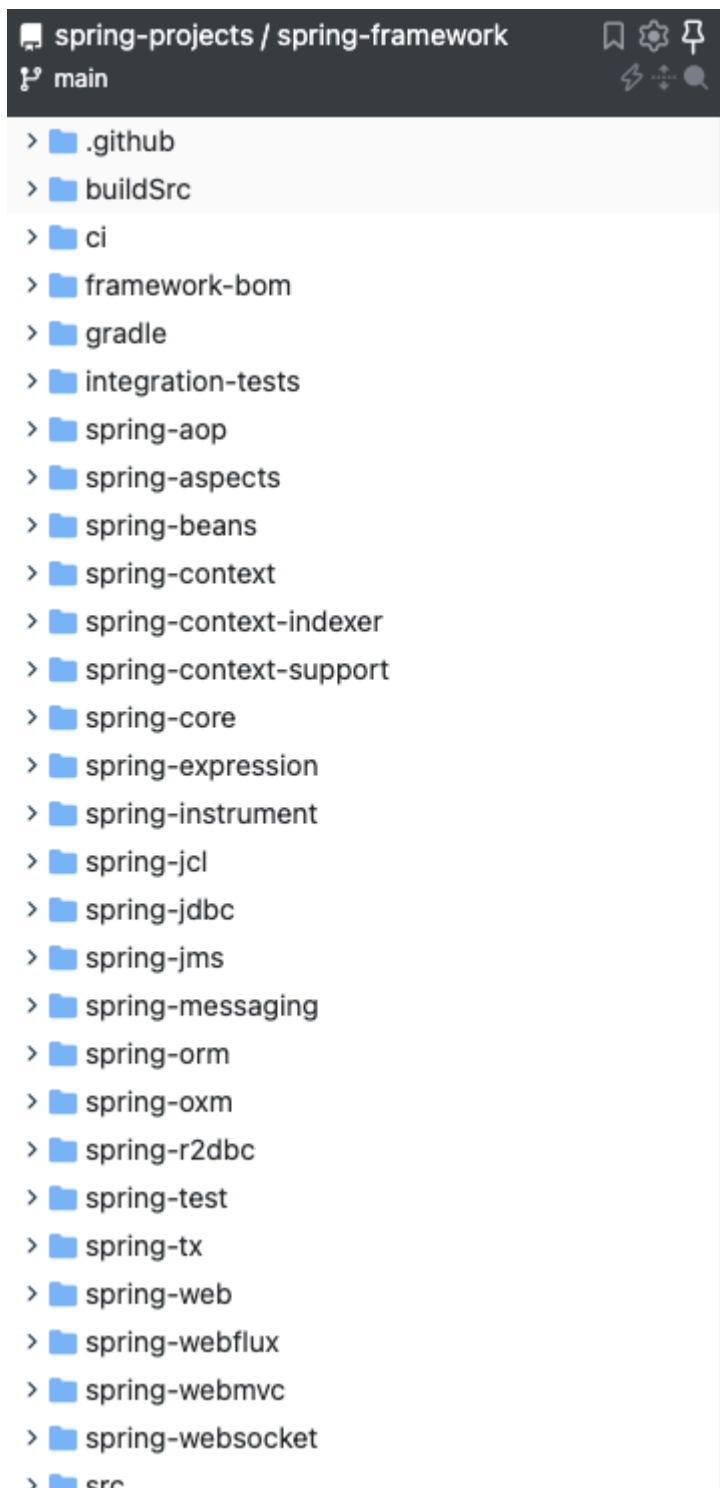 spring-projects / spring-framework
main
.github
buildSrc
ci
framework-bom
gradle
integration-tests
spring-aop
spring-aspects
spring-beans
spring-context
spring-context-indexer
spring-context-support
spring-core
spring-expression
spring-instrument
spring-jcl
spring-jdbc
spring-jms
spring-messaging
spring-orm
spring-oxm
spring-r2dbc
spring-test
spring-tx
spring-web
spring-webflux
spring-webmvc
spring-websocket
src